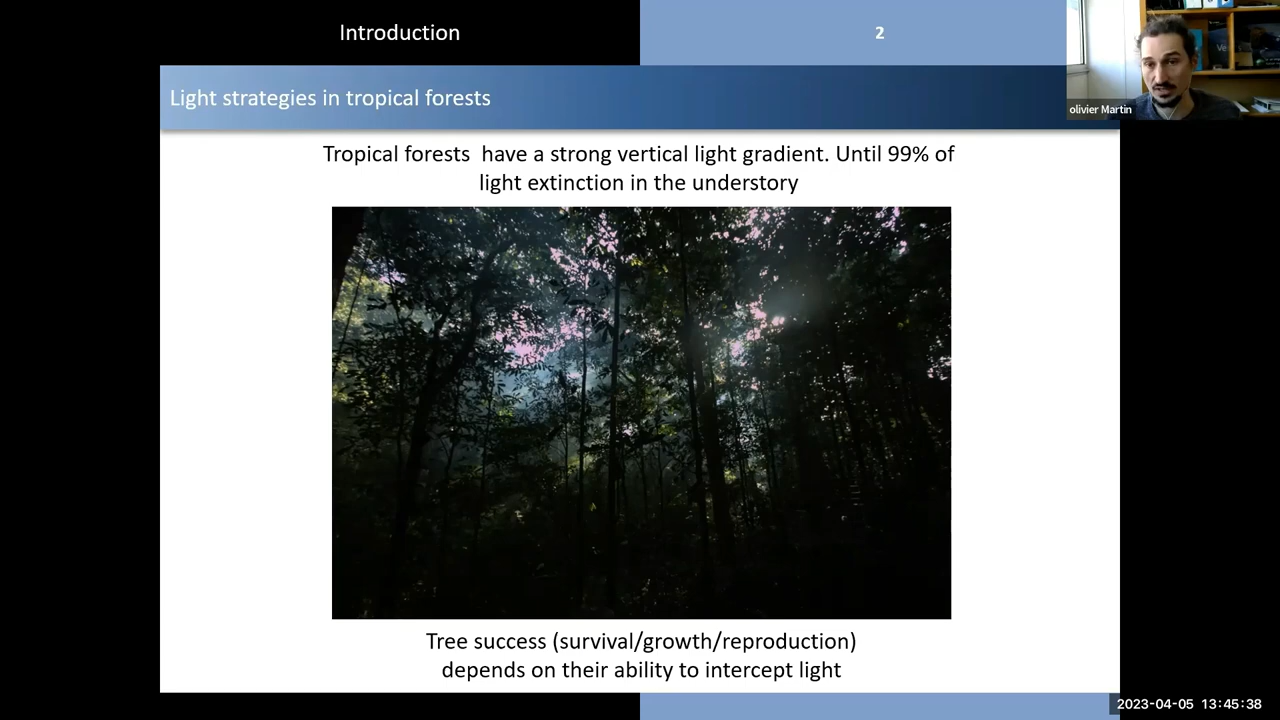 Introduction
2
Light strategies in tropical forests
olivier Martin
Tropical forests have a strong vertical light gradient. Until 99% of
light extinction in the understory
Tree success (survival/growth/reproduction)
depends on their ability to intercept light
2023-04-05 13:45:38